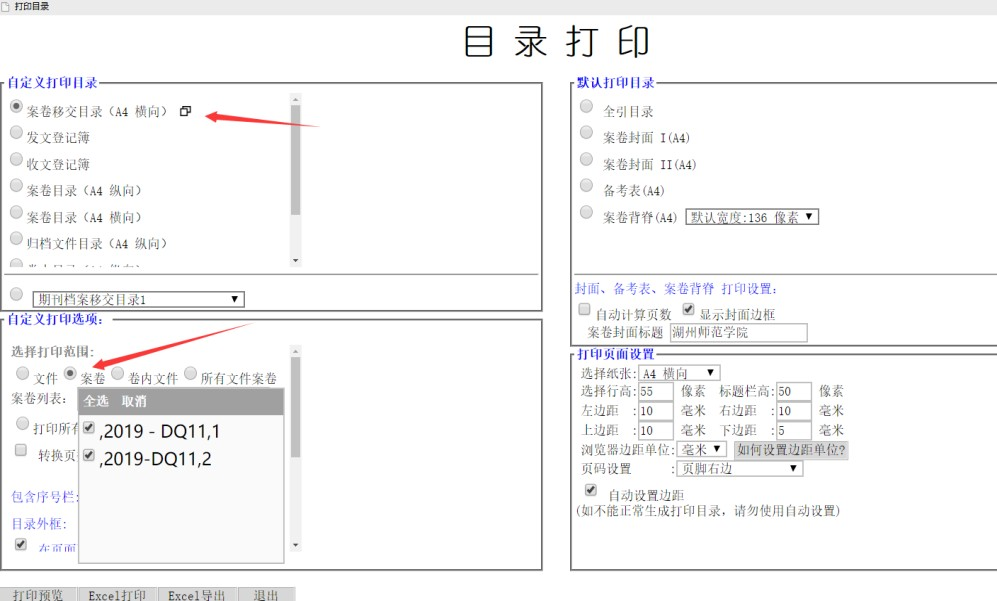 打印目录
目 录 打 印
自定义打印目录
案卷移交目录（A4 横向）
发文登记簿
收文登记簿
案卷目录（A4 纵向）
案卷目录（A4 横向）
归档文件目录（A4 纵向）
期刊档案移交目录1
自定义打印选项:
选择打印范围:
文件 案卷 卷内文件 所有文件案卷
案卷列表:
全选 取消
打印所
,2019 - DQ11,1
转换页
,2019-DQ11,2
包含序号栏:
目录外框:
在页面
打印预览 Excel打印 Excel导出 退出
默认打印目录
全引目录
案卷封面 I(A4)
案卷封面 II(A4)
备考表(A4)
案卷背脊(A4) 默认宽度:136 像素
封面、备考表、案卷背脊 打印设置:
自动计算页数 显示封面边框
案卷封面标题 湖州师范学院
打印页面设置
选择纸张: A4 横向
选择行高: 55 像素 标题栏高: 50 像素
左边距 : 10 毫米 右边距 : 10 毫米
上边距 : 10 毫米 下边距 : 5 毫米
浏览器边距单位: 毫米 如何设置边距单位?
页码设置 : 页脚右边
自动设置边距
(如不能正常生成打印目录，请勿使用自动设置)